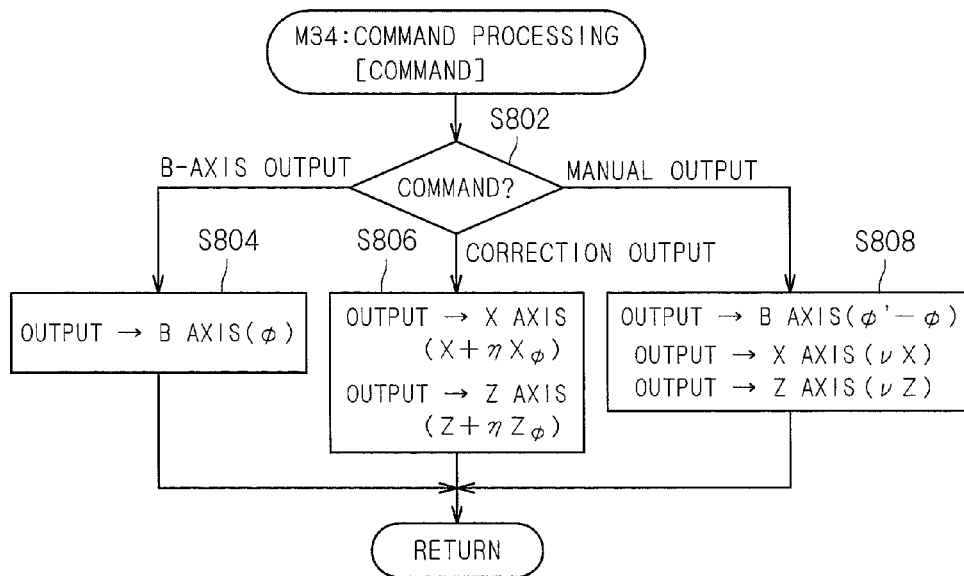 M34:COMMAND PROCESSING
[COMMAND]
S802
B-AXIS OUTPUT
COMMAND?
MANUAL OUTPUT
S804
S806
CORRECTION OUTPUT
S808
OUTPUT → B AXIS(φ)
OUTPUT → X AXIS
(X+ηXφ)
OUTPUT → Z AXIS
(Z+ηZφ)
OUTPUT → B AXIS(φ'-φ)
OUTPUT → X AXIS(νX)
OUTPUT → Z AXIS(νZ)
RETURN